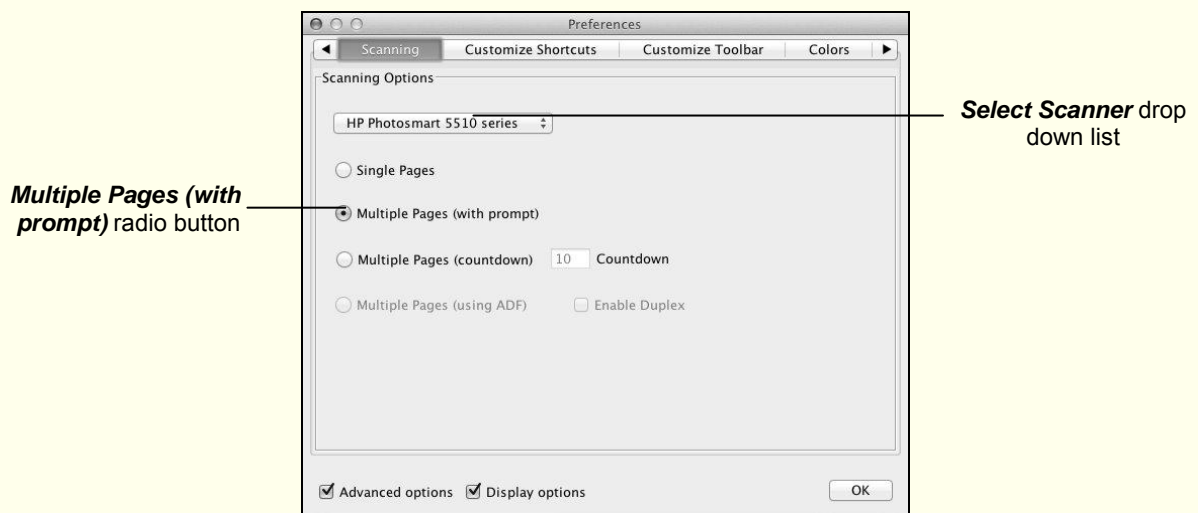 Preferences
Scanning Customize Shortcuts Customize Toolbar Colors
Scanning Options
HP Photosmart 5510 series
Select Scanner drop
down list
Single Pages
Multiple Pages (with
prompt) radio button
Multiple Pages (with prompt)
Multiple Pages (countdown) 10 Countdown
Multiple Pages (using ADF) Enable Duplex
Advanced options Display options OK